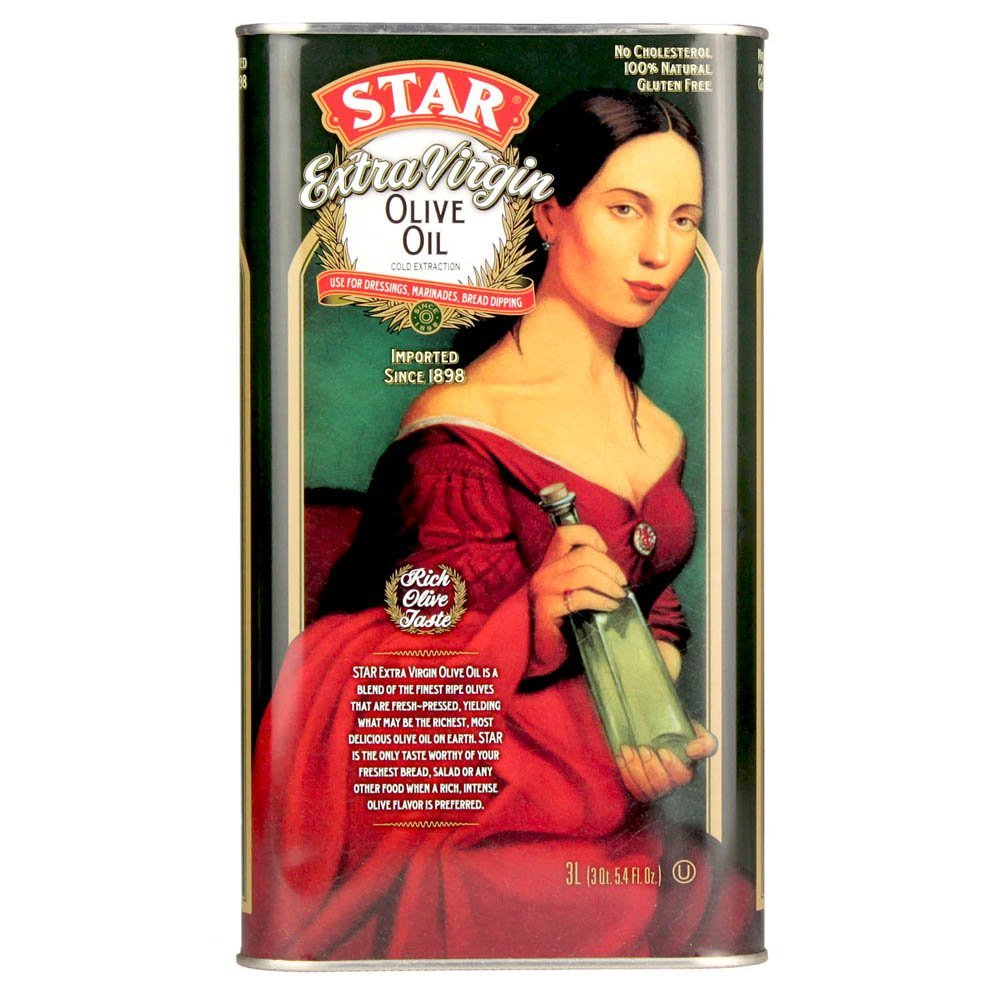 No Cholesterol
100% Natural
Gluten Free
STAR®
Extra Virgin
OLIVE
OIL
COLD EXTRACTION
USE FOR DRESSINGS, MARINADES, BREAD DIPPING
SINCE
1898
IMPORTED
SINCE 1898
Rich
Olive
Taste
STAR EXTRA VIRGIN OLIVE OIL IS A
BLEND OF THE FINEST RIPE OLIVES
THAT ARE FRESH-PRESSED, YIELDING
WHAT MAY BE THE RICHEST, MOST
DELICIOUS OLIVE OIL ON EARTH. STAR
IS THE ONLY TASTE WORTHY OF YOUR
FRESHEST BREAD, SALAD OR ANY
OTHER FOOD WHEN A RICH, INTENSE
OLIVE FLAVOR IS PREFERRED.
3L (3 Qt. 5.4 Fl. Oz.) U